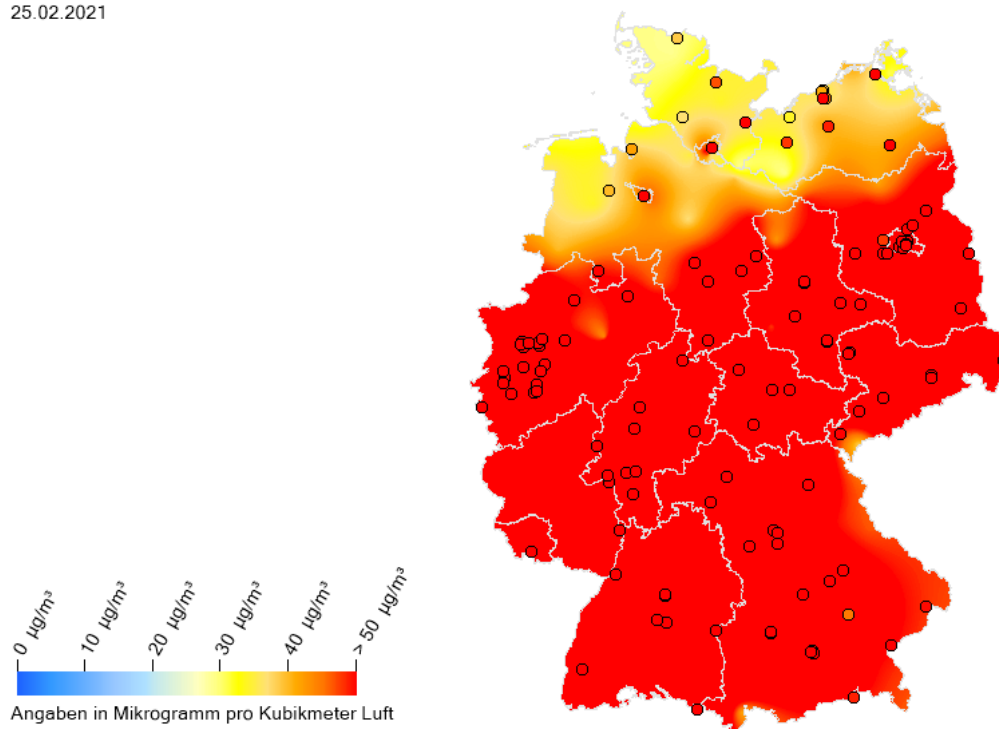 25.02.2021
0 µg/m³
10 µg/m³
20 µg/m³
30 µg/m³
40 µg/m³
> 50 µg/m³
Angaben in Mikrogramm pro Kubikmeter Luft